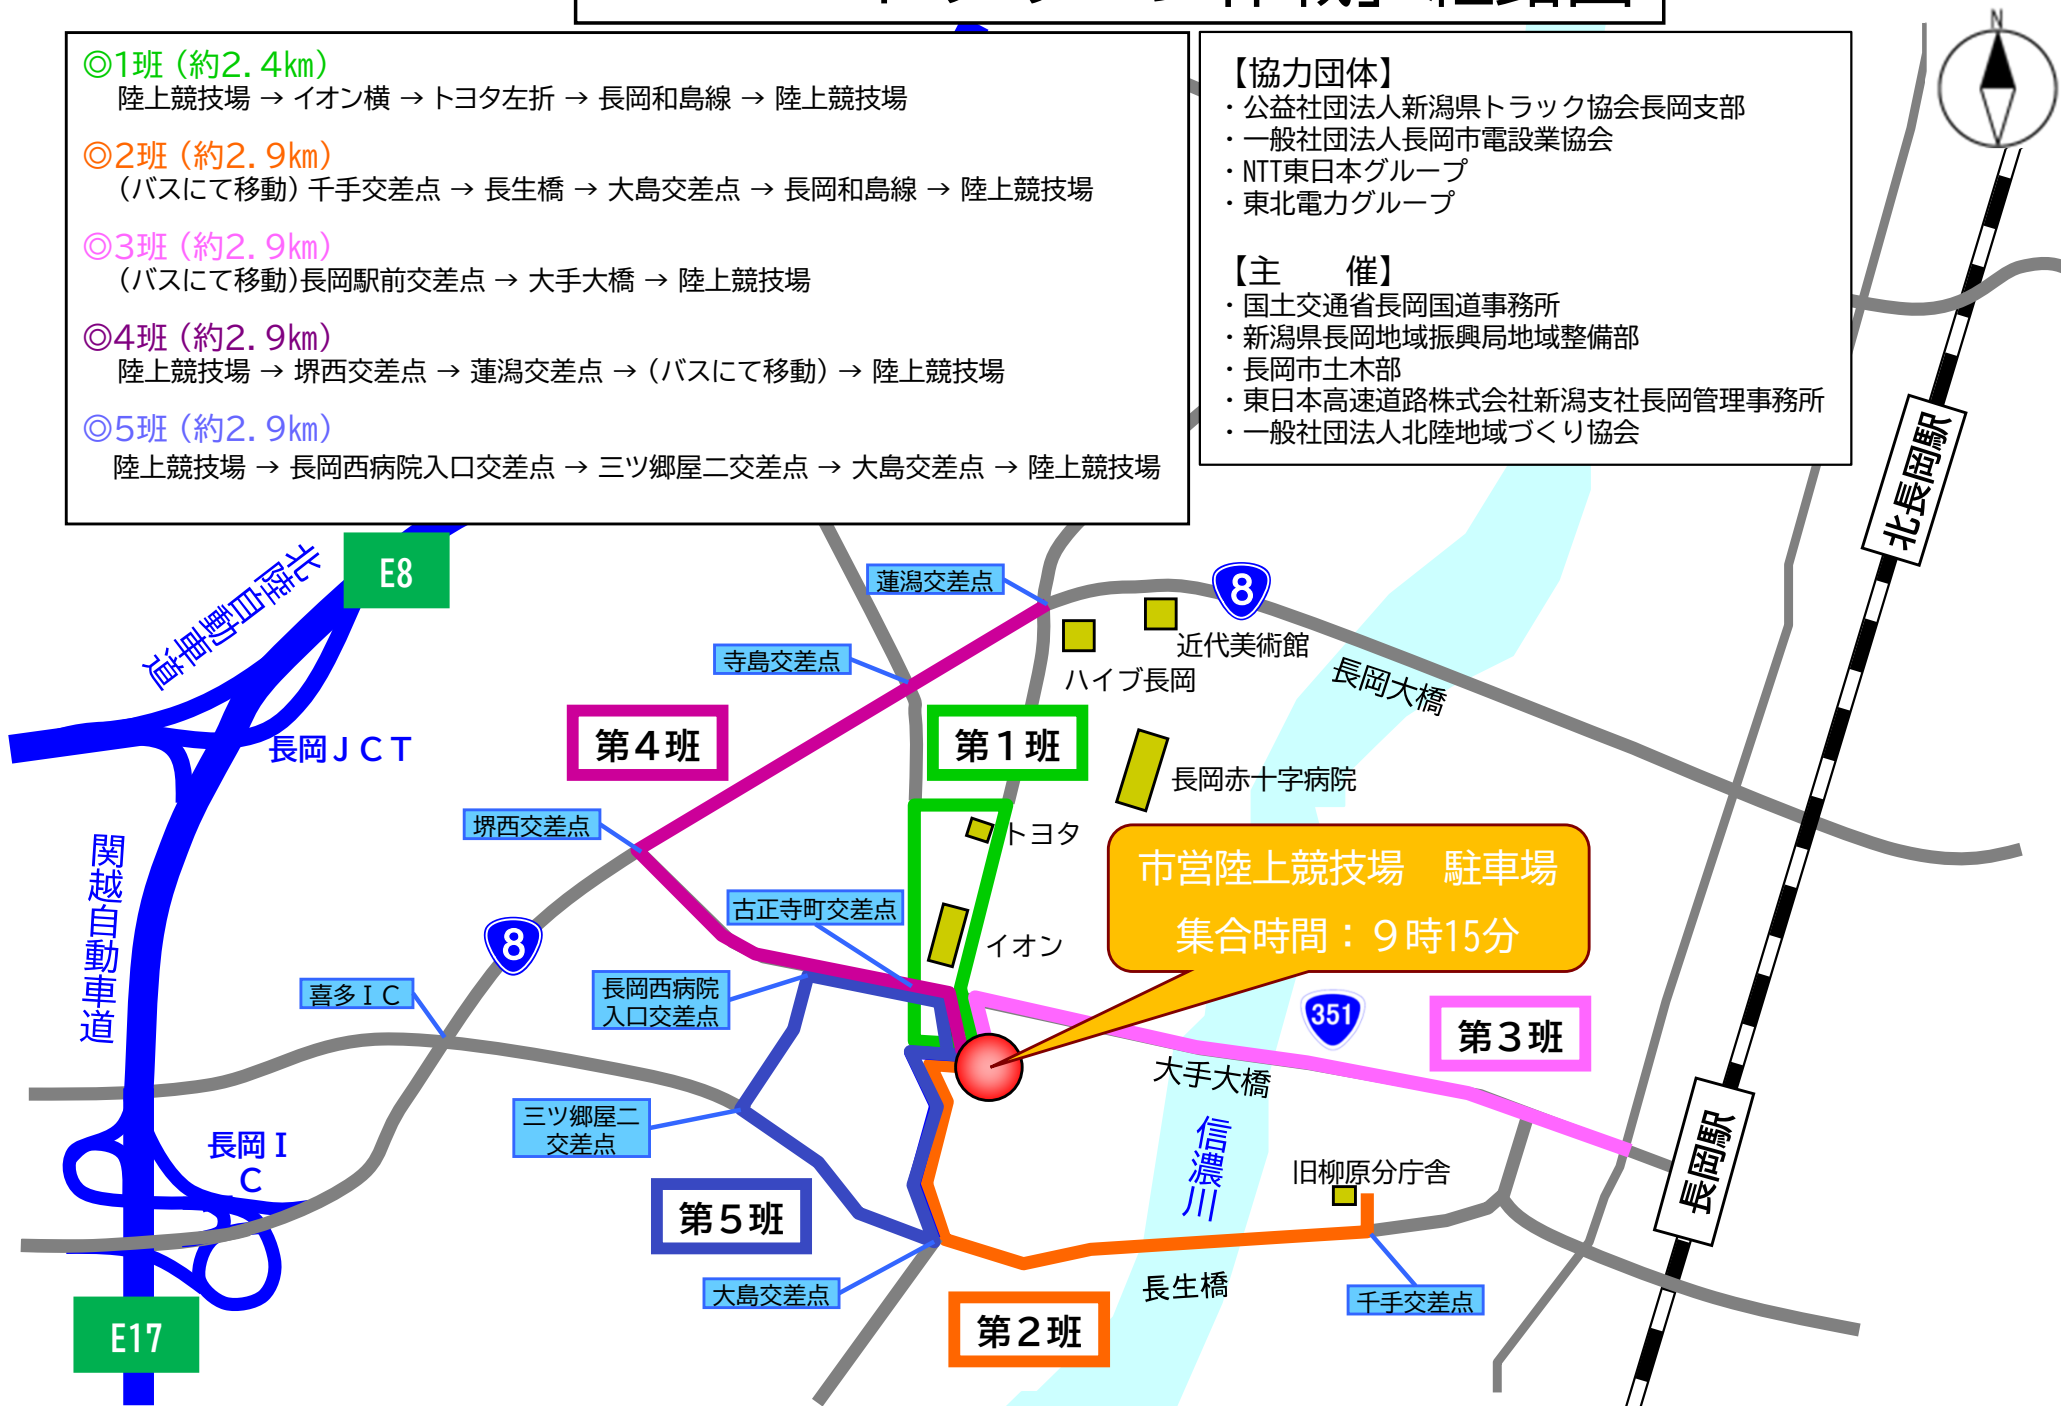 経路図
◎1班（約2.4㎞）
陸上競技場 → イオン横 → トヨタ左折 → 長岡和島線 → 陸上競技場
◎2班（約2.9㎞）
（バスにて移動）千手交差点 → 長生橋 → 大島交差点 → 長岡和島線 → 陸上競技場
◎3班（約2.9㎞）
（バスにて移動）長岡駅前交差点 → 大手大橋 → 陸上競技場
◎4班（約2.9㎞）
陸上競技場 → 堺西交差点 → 蓮潟交差点 →（バスにて移動）→ 陸上競技場
◎5班（約2.9㎞）
陸上競技場 → 長岡西病院入口交差点 → 三ツ郷屋二交差点 → 大島交差点 → 陸上競技場
【協力団体】
・公益社団法人新潟県トラック協会長岡支部
・一般社団法人長岡市電設業協会
・NTT東日本グループ
・東北電力グループ
【主　　催】
・国土交通省長岡国道事務所
・新潟県長岡地域振興局地域整備部
・長岡市土木部
・東日本高速道路株式会社新潟支社長岡管理事務所
・一般社団法人北陸地域づくり協会
N
北長岡駅
E8
北陸自動車道
蓮潟交差点
8
近代美術館
寺島交差点
ハイブ長岡
長岡大橋
第4班
第1班
長岡JCT
長岡赤十字病院
堺西交差点
トヨタ
市営陸上競技場　駐車場
集合時間：9時15分
関越自動車道
古正寺町交差点
イオン
8
喜多IC
長岡西病院
入口交差点
351
第3班
大手大橋
三ツ郷屋二
交差点
信濃川
長岡I
C
旧柳原分庁舎
長岡駅
第5班
大島交差点
長生橋
千手交差点
第2班
E17